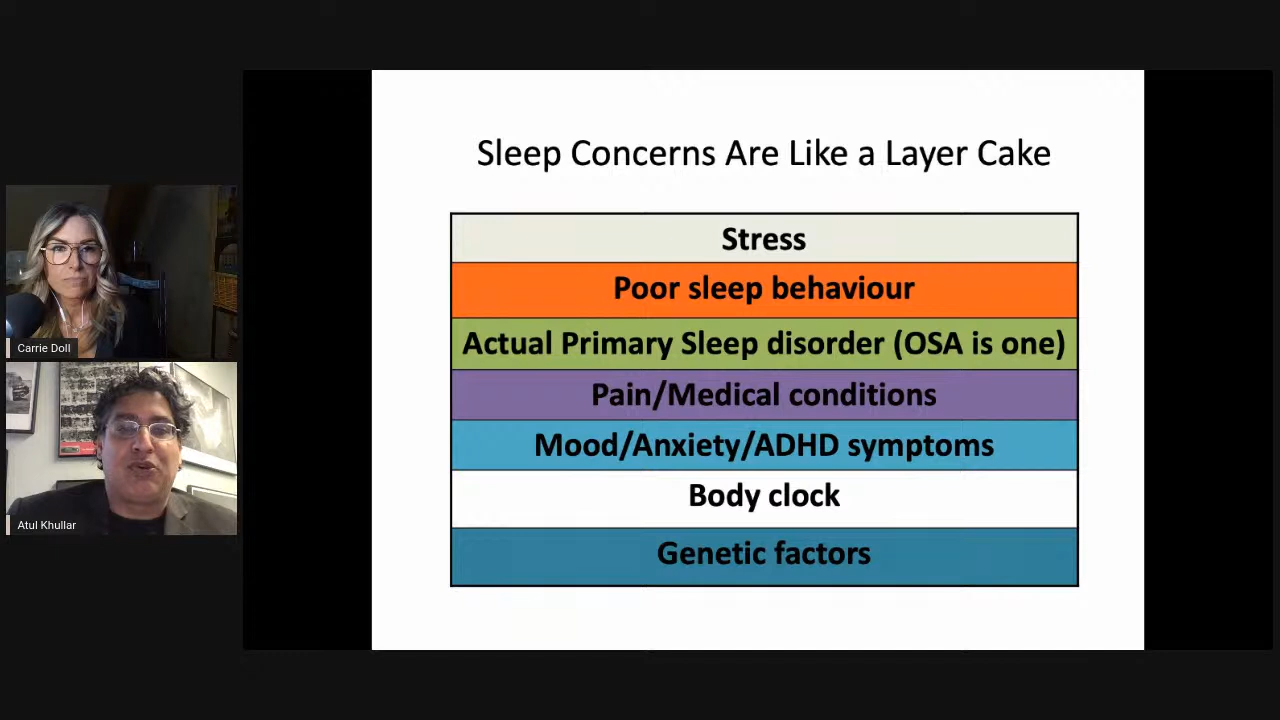 Sleep Concerns Are Like a Layer Cake
Stress
Poor sleep behaviour
Actual Primary Sleep disorder (OSA is one)
Pain/Medical conditions
Mood/Anxiety/ADHD symptoms
Body clock
Genetic factors
Carrie Doll
Atul Khullar